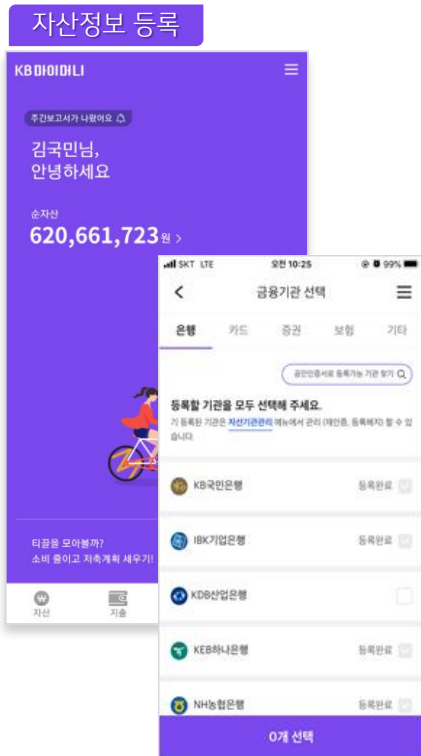 자산정보 등록
KB마이머니
주간보고서가 나왔어요
김국민님,
안녕하세요
순자산
620,661,723원 >
티끌을 모아볼까?
소비 줄이고 저축계획 세우기!
자산
지출
SKT LTE 오전 10:25 99%
금융기관 선택
은행 카드 증권 보험 기타
공인인증서로 등록가능 기관 찾기
등록할 기관을 모두 선택해 주세요.
기 등록된 기관은 자산기관관리 메뉴에서 관리 (재인증, 등록해지) 할 수 있
습니다.
KB국민은행 등록완료
IBK기업은행 등록완료
KDB산업은행
KEB하나은행 등록완료
NH농협은행 등록완료
0개 선택